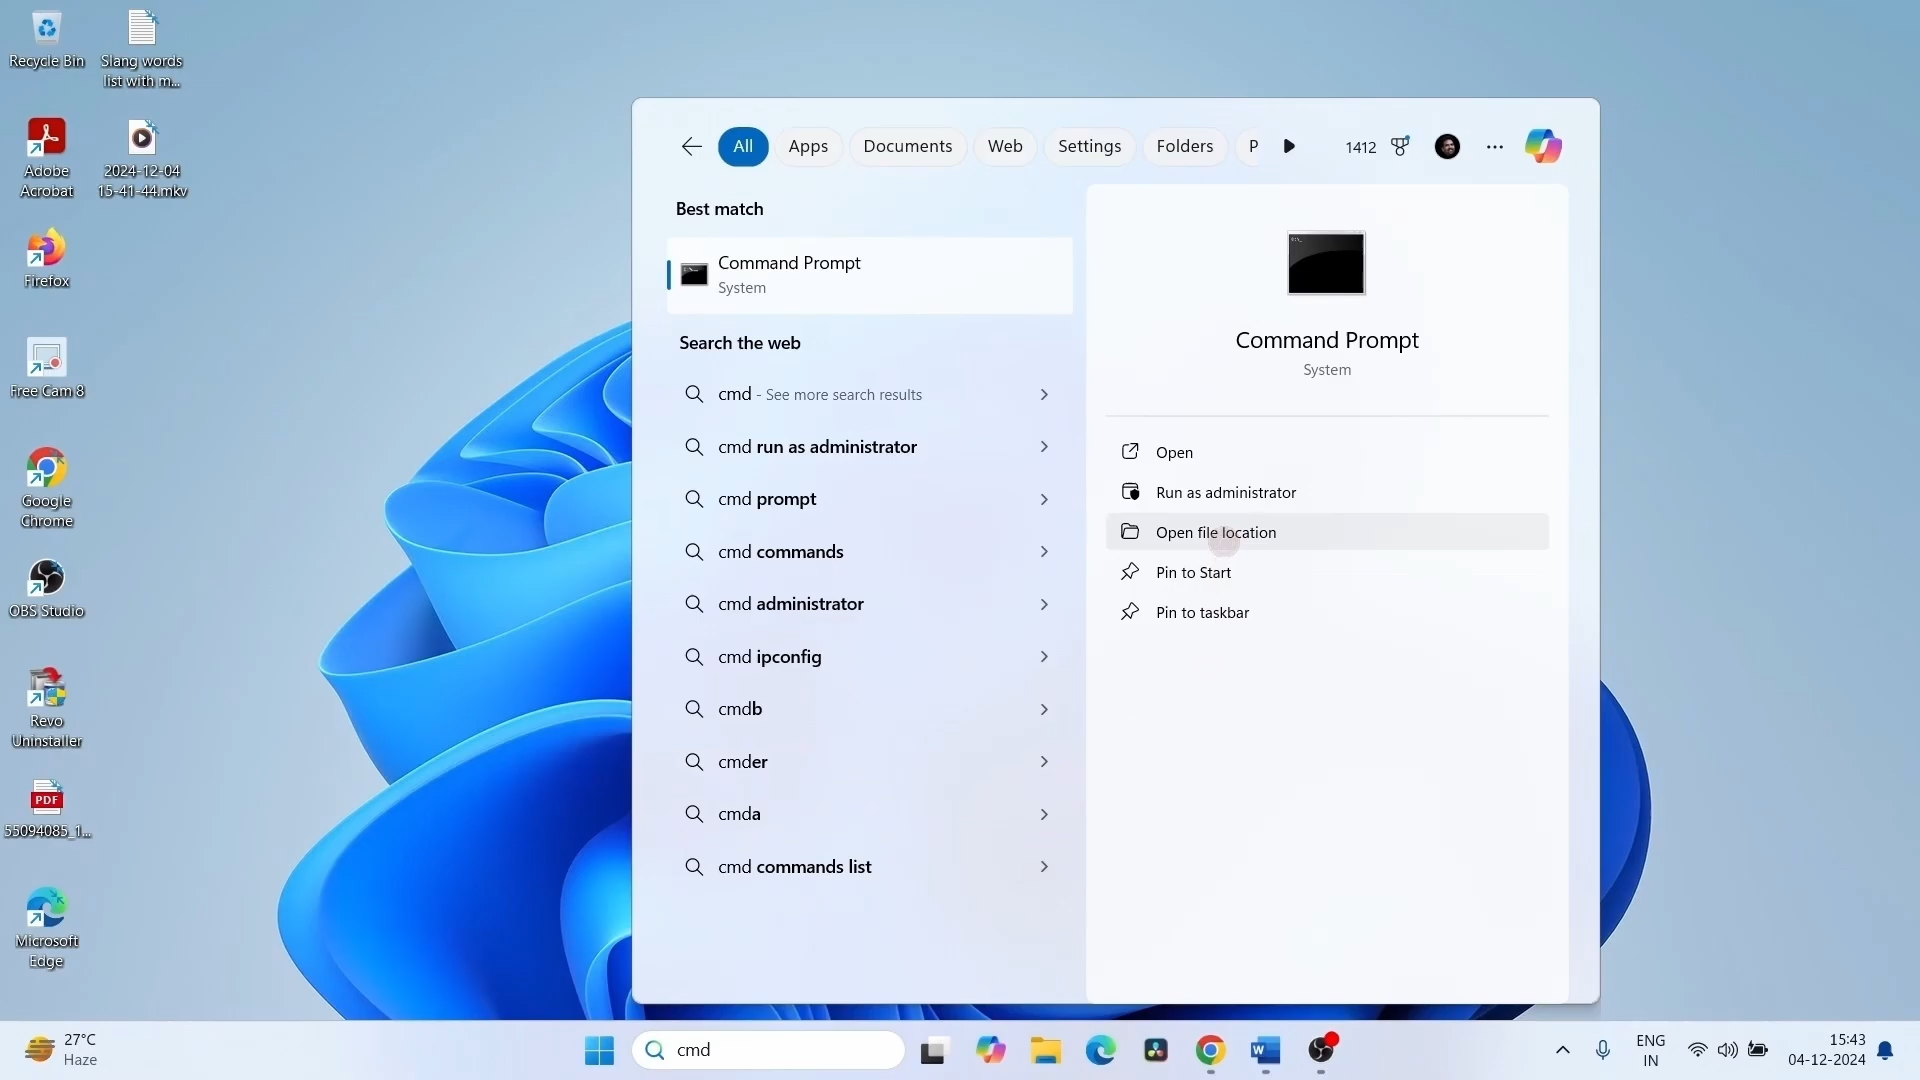 Recycle Bin
Slang words
list with m...
Adobe
Acrobat
2024-12-04
15-41-44.mkv
Firefox
Free Cam 8
Google
Chrome
OBS Studio
Revo
Uninstaller
PDF
55094085_1...
Microsoft
Edge
All
Apps
Documents
Web
Settings
Folders
P
1412
Best match
Command Prompt
System
Search the web
cmd - See more search results
cmd run as administrator
cmd prompt
cmd commands
cmd administrator
cmd ipconfig
cmdb
cmder
cmda
cmd commands list
Command Prompt
System
Open
Run as administrator
Open file location
Pin to Start
Pin to taskbar
27°C
Haze
cmd
ENG
IN
15:43
04-12-2024